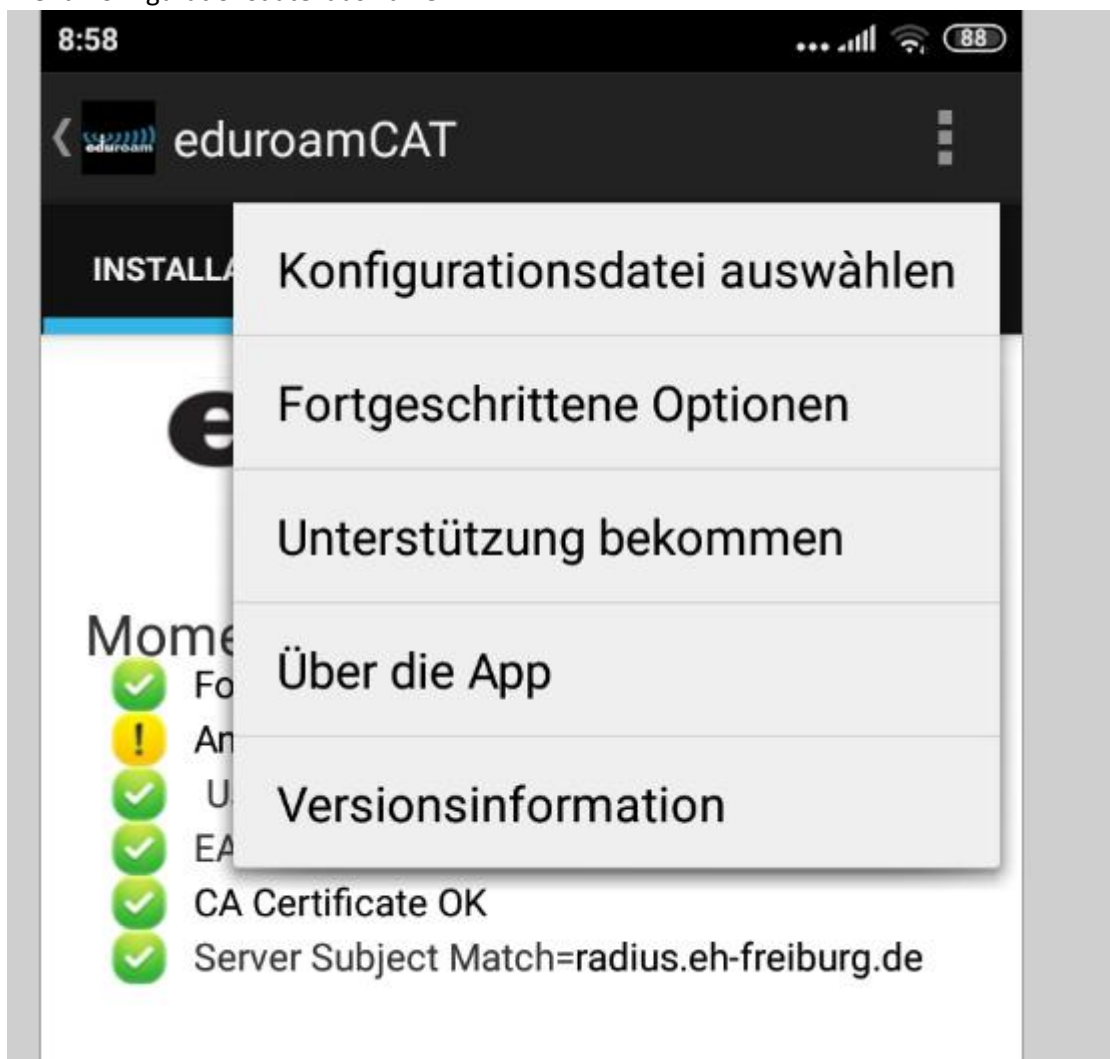 8:58
88
eduroam eduroamCAT
INSTALLA
Konfigurationsdatei auswàhlen
Fortgeschrittene Optionen
Unterstützung bekommen
Über die App
Versionsinformation
e
Mome
Fo
An
U
EA
CA Certificate OK
Server Subject Match=radius.eh-freiburg.de